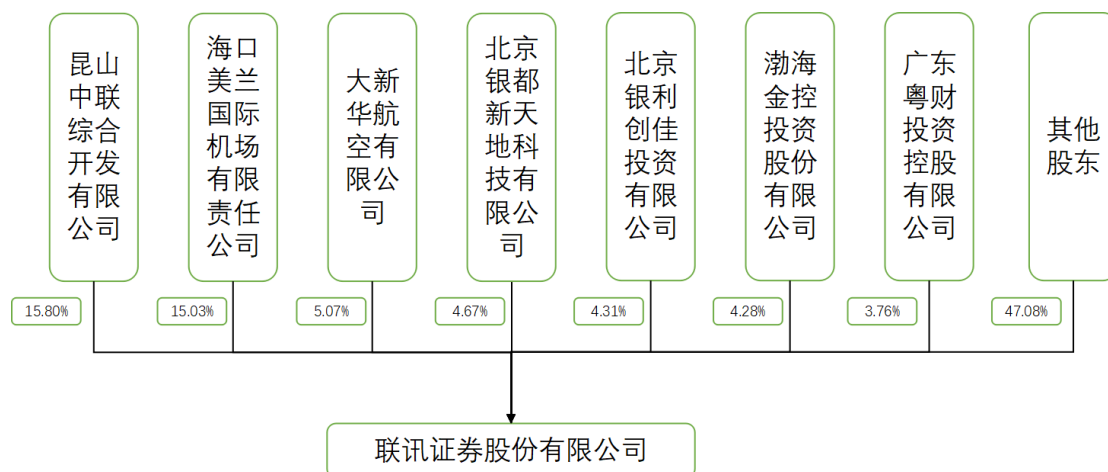 昆山
中联
综合
开发
有限
公司
海口
美兰
国际
机场
有限
责任
公司
大新
华航
空有
限公
司
北京
银都
新天
地科
技有
限公
司
北京
银利
创佳
投资
有限
公司
渤海
金控
投资
股份
有限
公司
广东
粤财
投资
控股
有限
公司
其他
股东
15.80%
15.03%
5.07%
4.67%
4.31%
4.28%
3.76%
47.08%
联讯证券股份有限公司